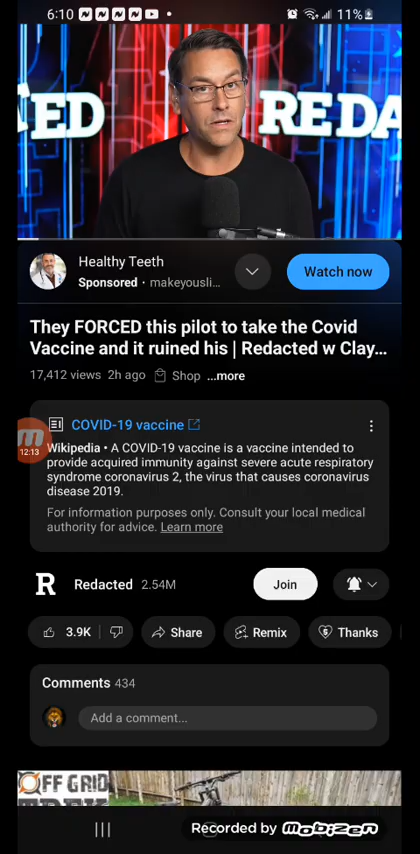 6:10
11%
ED
REDA
Healthy Teeth
Sponsored · makeyousli...
Watch now
They FORCED this pilot to take the Covid
Vaccine and it ruined his | Redacted w Clay...
17,412 views 2h ago Shop ...more
COVID-19 vaccine
12:13
Wikipedia • A COVID-19 vaccine is a vaccine intended to
provide acquired immunity against severe acute respiratory
syndrome coronavirus 2, the virus that causes coronavirus
disease 2019.
For information purposes only. Consult your local medical
authority for advice. Learn more
R Redacted 2.54M
Join
3.9K
Share
Remix
Thanks
Comments 434
Add a comment...
OFF GRID
Recorded by mobizen